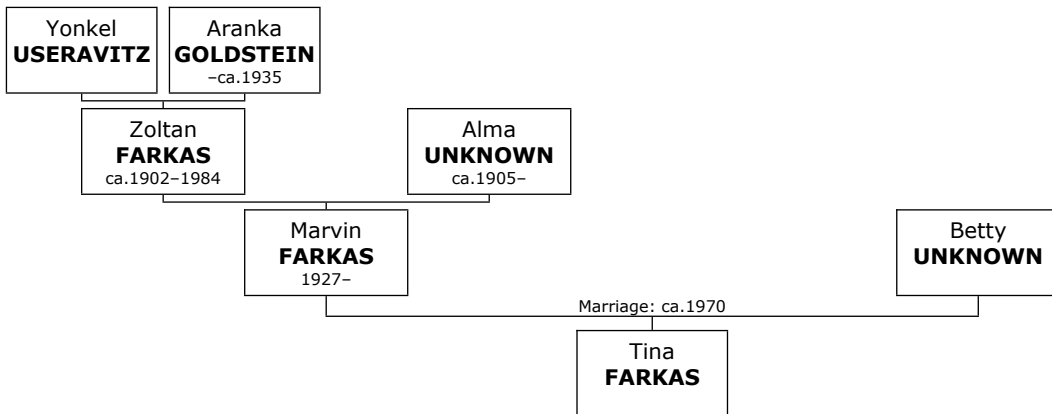 Yonkel
USERAVITZ
Aranka
GOLDSTEIN
–ca.1935
Zoltan
FARKAS
ca.1902–1984
Alma
UNKNOWN
ca.1905–
Marvin
FARKAS
1927–
Betty
UNKNOWN
Marriage: ca.1970
Tina
FARKAS